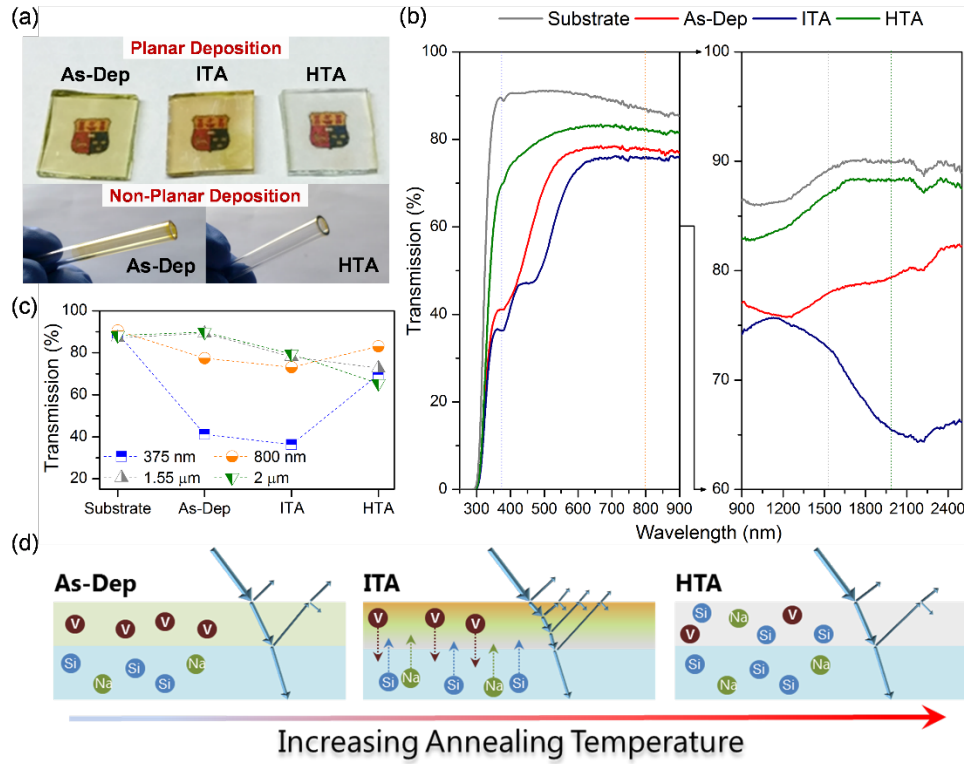 (a)
Planar Deposition
As-Dep ITA HTA
Non-Planar Deposition
As-Dep HTA
(b)
Substrate As-Dep ITA HTA
Transmission (%)
100
80
60
40
20
0
300 400 500 600 700 800 900
100
90
80
70
60
900 1200 1500 1800 2100 2400
Wavelength (nm)
(c)
Transmission (%)
100
80
60
40
20
375 nm 800 nm
1.55 μm 2 μm
Substrate As-Dep ITA HTA
(d)
As-Dep ITA HTA
V V V V
Si Si Na Si Na
V V V
Si Na Si Na Si
Si Na V V Si Si
Si Na Si Na Si
Increasing Annealing Temperature